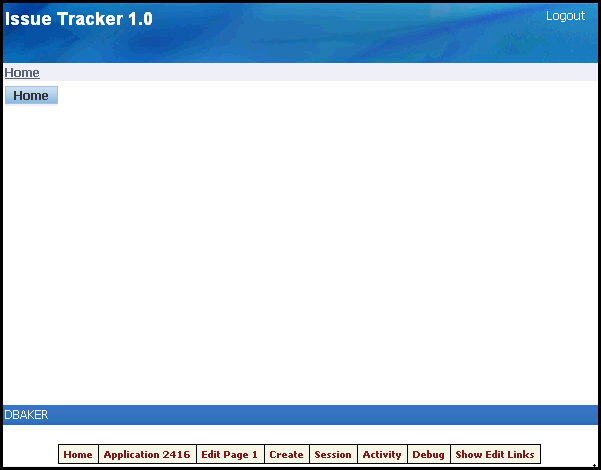 Issue Tracker 1.0 Logout
Home
Home
DBAKER
Home Application 2416 Edit Page 1 Create Session Activity Debug Show Edit Links